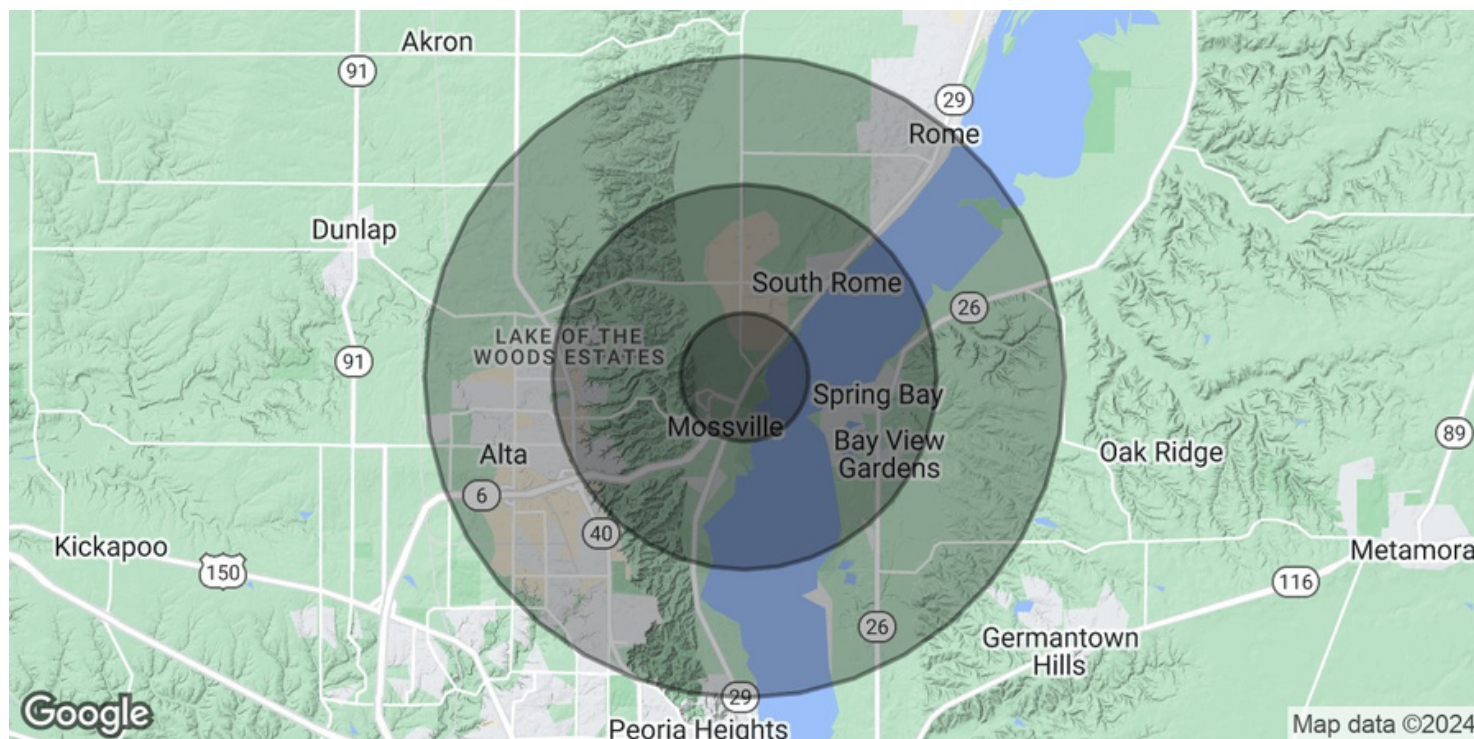 Akron
91
29
Rome
Dunlap
South Rome
26
LAKE OF THE
WOODS ESTATES
91
Spring Bay
Mossville
Bay View
Gardens
89
Alta
Oak Ridge
6
40
Kickapoo
150
Metamora
116
26
Germantown
Hills
29
Google
Peoria Heights
Map data ©2024